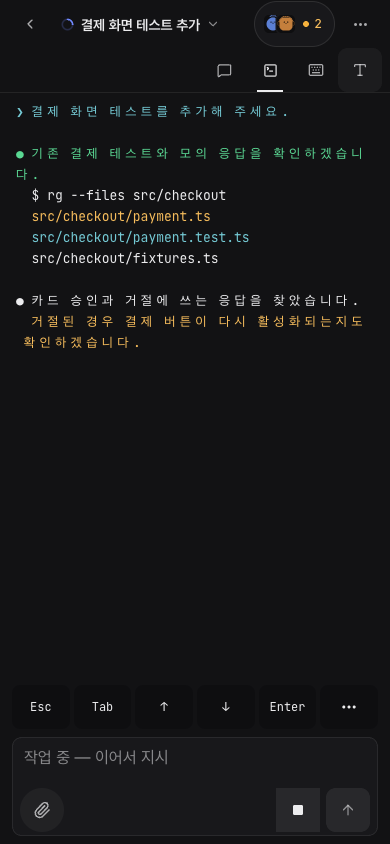 결제 화면 테스트 추가
2
❯ 결제 화면 테스트를 추가해 주세요.
● 기존 결제 테스트와 모의 응답을 확인하겠습니
다.
$ rg --files src/checkout
src/checkout/payment.ts
src/checkout/payment.test.ts
src/checkout/fixtures.ts
● 카드 승인과 거절에 쓰는 응답을 찾았습니다.
거절된 경우 결제 버튼이 다시 활성화되는지도
확인하겠습니다.
Esc Tab ↑ ↓ Enter •••
작업 중 — 이어서 지시